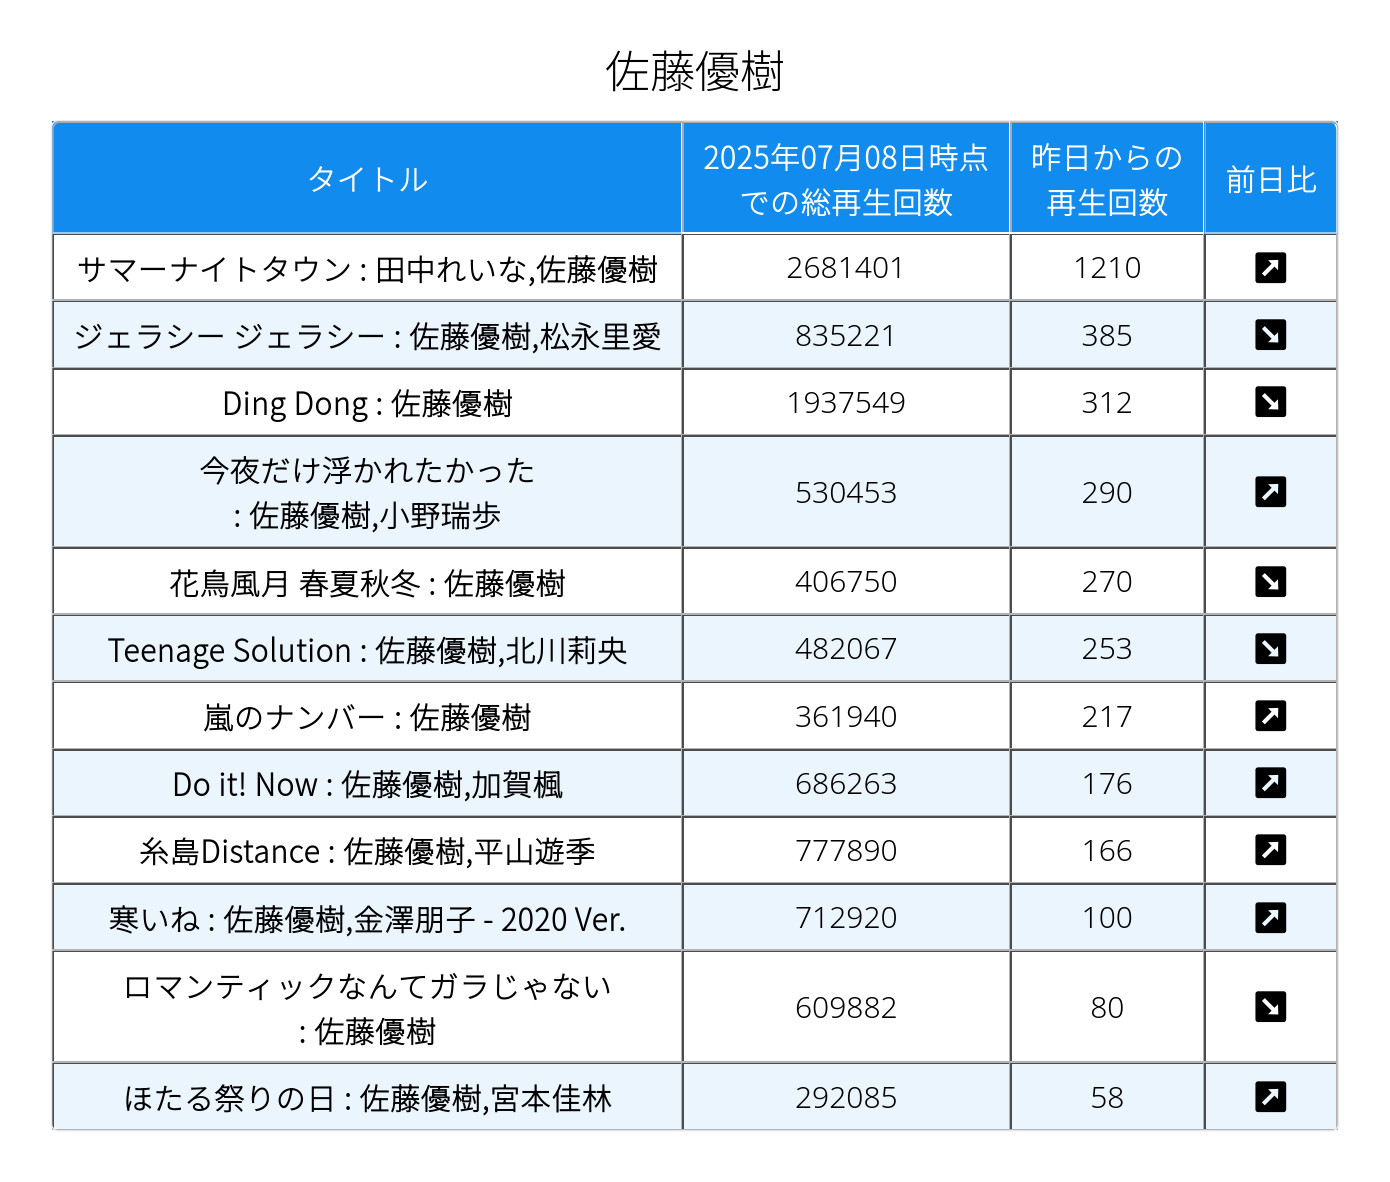 佐藤優樹
タイトル
2025年07月08日時点
での総再生回数
昨日からの
再生回数
前日比
サマーナイトタウン : 田中れいな,佐藤優樹 2681401 1210 ↗
ジェラシー ジェラシー : 佐藤優樹,松永里愛 835221 385 ↘
Ding Dong : 佐藤優樹 1937549 312 ↘
今夜だけ浮かれたかった
: 佐藤優樹,小野瑞歩 530453 290 ↗
花鳥風月 春夏秋冬 : 佐藤優樹 406750 270 ↘
Teenage Solution : 佐藤優樹,北川莉央 482067 253 ↘
嵐のナンバー : 佐藤優樹 361940 217 ↗
Do it! Now : 佐藤優樹,加賀楓 686263 176 ↗
糸島Distance : 佐藤優樹,平山遊季 777890 166 ↗
寒いね : 佐藤優樹,金澤朋子 - 2020 Ver. 712920 100 ↗
ロマンティックなんてガラじゃない
: 佐藤優樹 609882 80 ↘
ほたる祭りの日 : 佐藤優樹,宮本佳林 292085 58 ↗